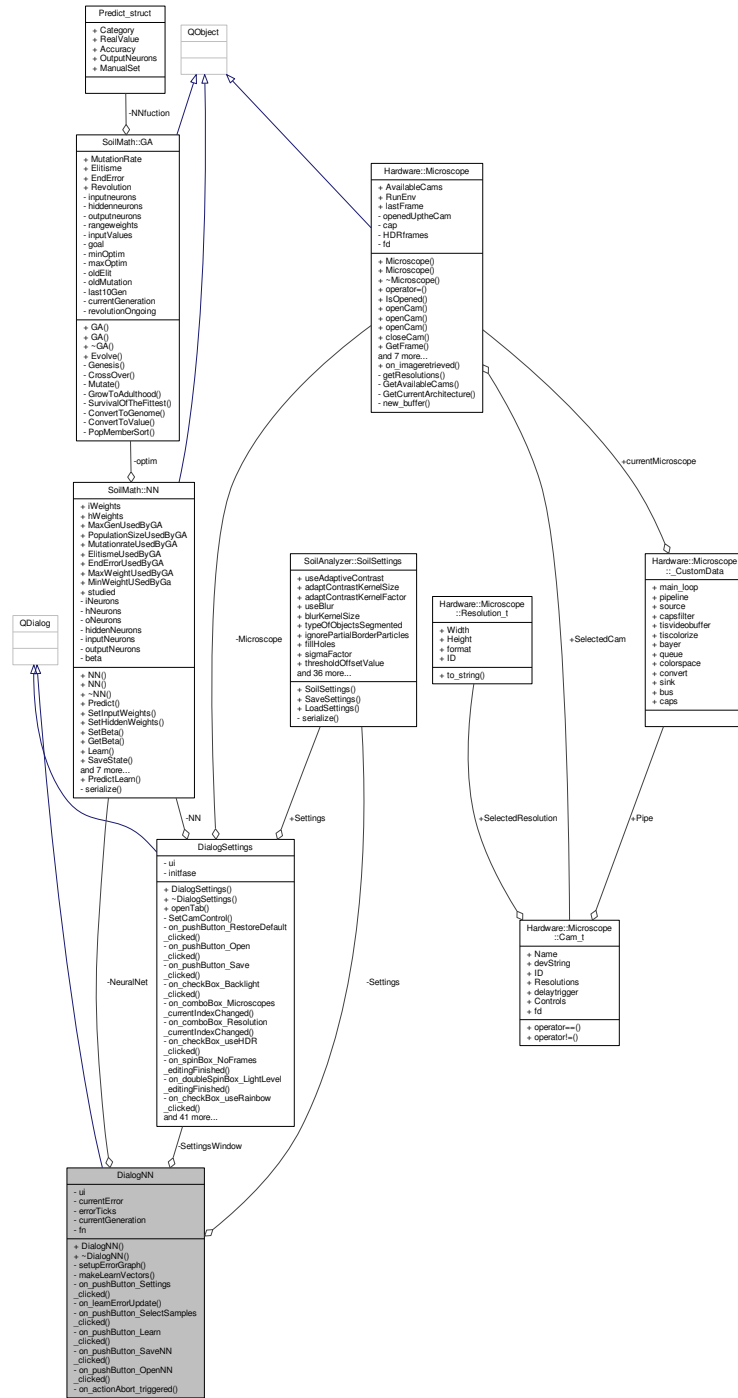 Predict_struct
+ Category
+ RealValue
+ Accuracy
+ OutputNeurons
+ ManualSet
QObject
-NNfuction
SoilMath::GA
+ MutationRate
+ Elitisme
+ EndError
+ Revolution
- inputneurons
- hiddenneurons
- outputneurons
- rangeweights
- inputValues
- goal
- minOptim
- maxOptim
- oldElit
- oldMutation
- last10Gen
- currentGeneration
- revolutionOngoing
+ GA()
+ GA()
+ ~GA()
+ Evolve()
- Genesis()
- CrossOver()
- Mutate()
- GrowToAdulthood()
- SurvivalOfTheFittest()
- ConvertToGenome()
- ConvertToValue()
- PopMemberSort()
Hardware::Microscope
+ AvailableCams
+ RunEnv
+ lastFrame
- openedUptheCam
- cap
- HDRframes
- fd
+ Microscope()
+ Microscope()
+ ~Microscope()
+ operator=()
+ IsOpened()
+ openCam()
+ openCam()
+ openCam()
+ closeCam()
+ GetFrame()
and 7 more...
+ on_imageretrieved()
- getResolutions()
- GetAvailableCams()
- GetCurrentArchitecture()
- new_buffer()
-optim
+currentMicroscope
SoilMath::NN
+ iWeights
+ hWeights
+ MaxGenUsedByGA
+ PopulationSizeUsedByGA
+ MutationrateUsedByGA
+ ElitismeUsedByGA
+ EndErrorUsedByGA
+ MaxWeightUsedByGA
+ MinWeightUSedByGa
+ studied
- iNeurons
- hNeurons
- oNeurons
- hiddenNeurons
- inputNeurons
- outputNeurons
- beta
+ NN()
+ NN()
+ ~NN()
+ Predict()
+ SetInputWeights()
+ SetHiddenWeights()
+ SetBeta()
+ GetBeta()
+ Learn()
+ SaveState()
and 7 more...
+ PredictLearn()
- serialize()
QDialog
-Microscope
SoilAnalyzer::SoilSettings
+ useAdaptiveContrast
+ adaptContrastKernelSize
+ adaptContrastKernelFactor
+ useBlur
+ blurKernelSize
+ typeOfObjectsSegmented
+ ignorePartialBorderParticles
+ fillHoles
+ sigmaFactor
+ thresholdOffsetValue
and 36 more...
+ SoilSettings()
+ SaveSettings()
+ LoadSettings()
- serialize()
Hardware::Microscope
::Resolution_t
+ Width
+ Height
+ format
+ ID
+ to_string()
+SelectedCam
Hardware::Microscope
::_CustomData
+ main_loop
+ pipeline
+ source
+ capsfilter
+ tisvideobuffer
+ tiscolorize
+ bayer
+ queue
+ colorspace
+ convert
+ sink
+ bus
+ caps
-NN
+Settings
+SelectedResolution
+Pipe
DialogSettings
- ui
- initfase
+ DialogSettings()
+ ~DialogSettings()
+ openTab()
- SetCamControl()
- on_pushButton_RestoreDefault
_clicked()
- on_pushButton_Open
_clicked()
- on_pushButton_Save
_clicked()
- on_checkBox_Backlight
_clicked()
- on_comboBox_Microscopes
_currentIndexChanged()
- on_comboBox_Resolution
_currentIndexChanged()
- on_checkBox_useHDR
_clicked()
- on_spinBox_NoFrames
_editingFinished()
- on_doubleSpinBox_LightLevel
_editingFinished()
- on_checkBox_useRainbow
_clicked()
and 41 more...
Hardware::Microscope
::Cam_t
+ Name
+ devString
+ ID
+ Resolutions
+ delaytrigger
+ Controls
+ fd
+ operator==()
+ operator!=()
-NeuralNet
-Settings
-SettingsWindow
DialogNN
- ui
- currentError
- errorTicks
- currentGeneration
- fn
+ DialogNN()
+ ~DialogNN()
- setupErrorGraph()
- makeLearnVectors()
- on_pushButton_Settings
_clicked()
- on_learnErrorUpdate()
- on_pushButton_SelectSamples
_clicked()
- on_pushButton_Learn
_clicked()
- on_pushButton_SaveNN
_clicked()
- on_pushButton_OpenNN
_clicked()
- on_actionAbort_triggered()